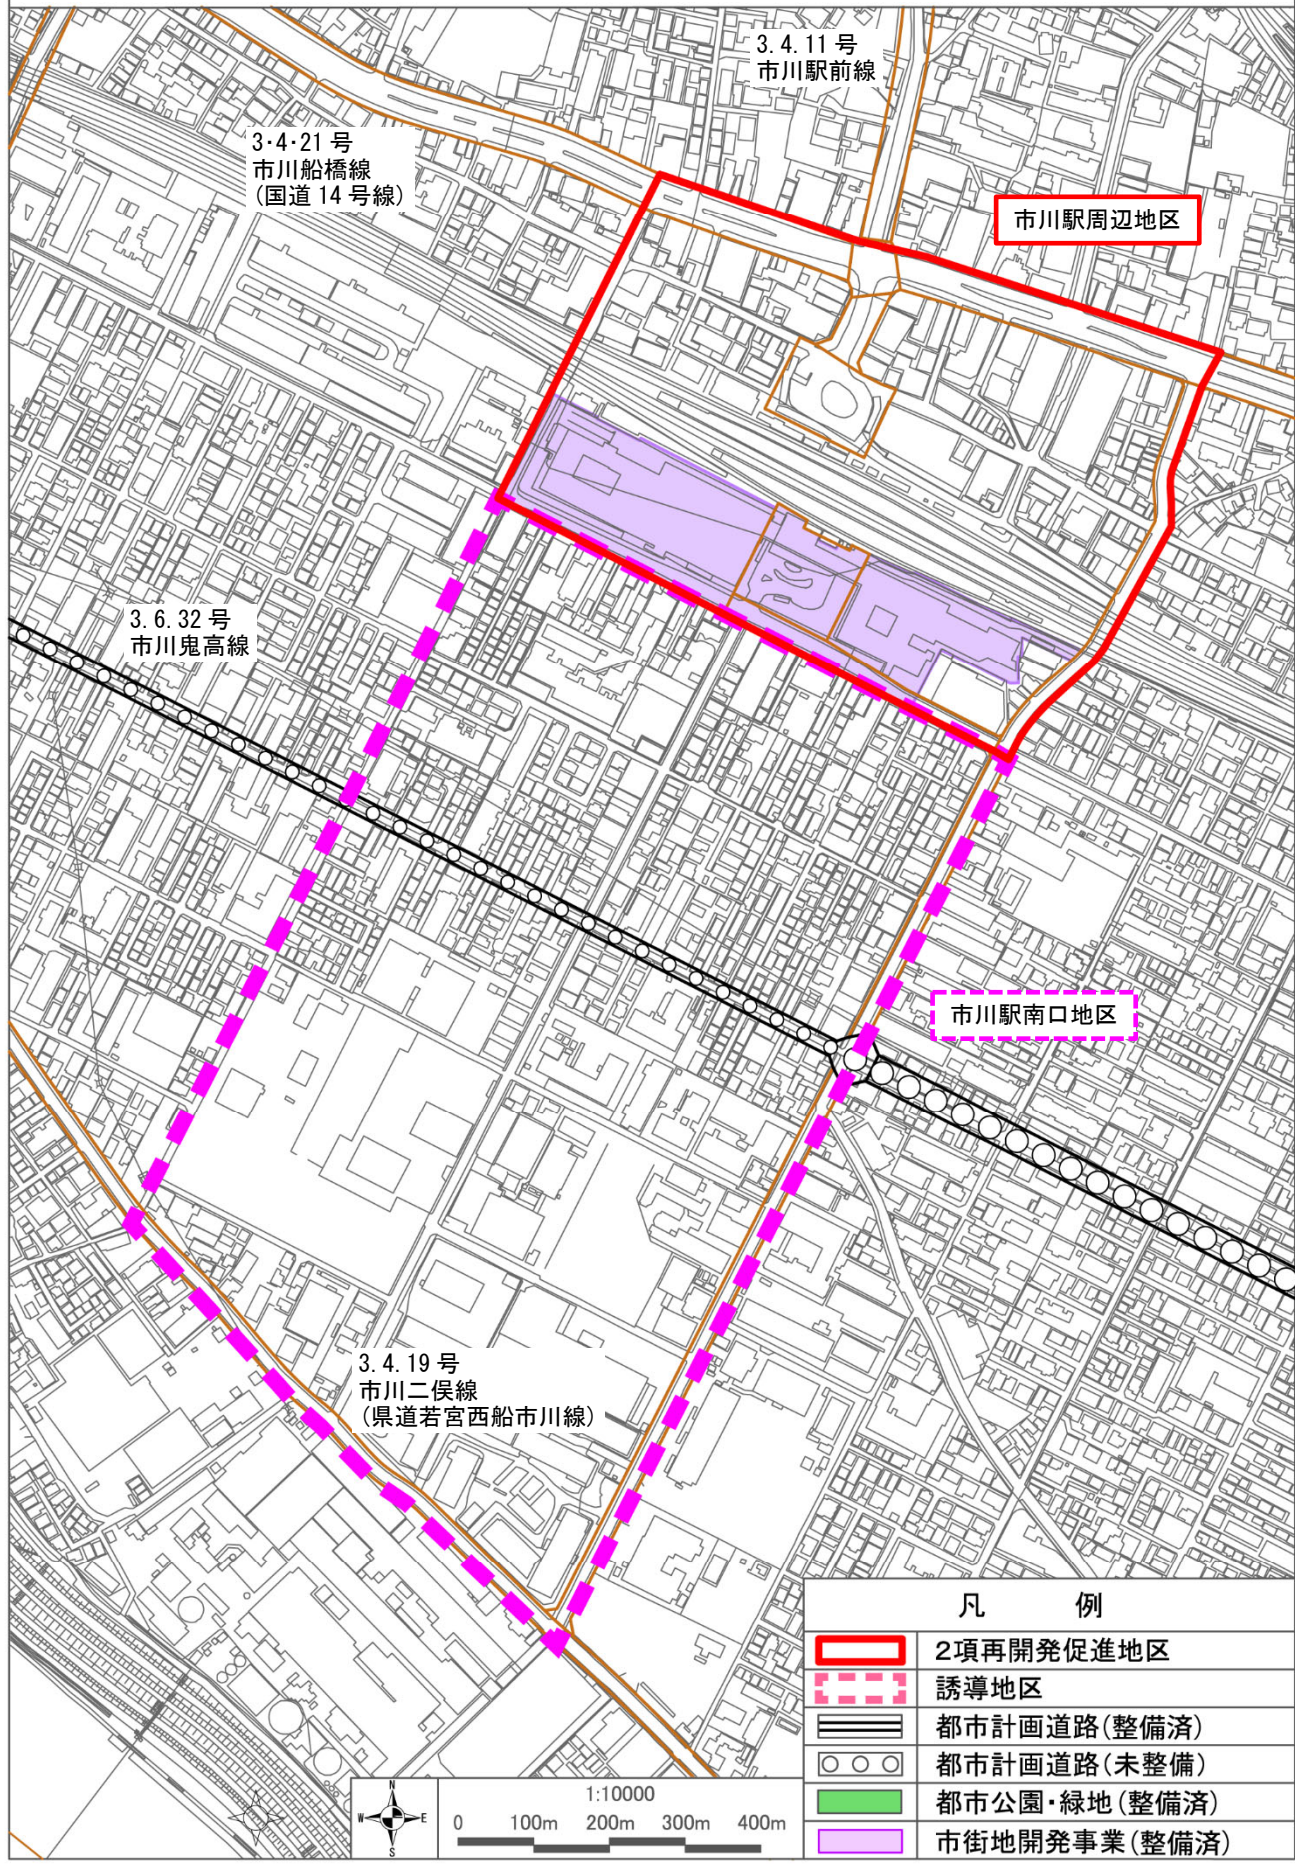 3.4.11 号
市川駅前線
3･4･21 号
市川船橋線
(国道 14 号線)
市川駅周辺地区
3.6.32 号
市川鬼高線
市川駅南口地区
3.4.19 号
市川二俣線
(県道若宮西船市川線)
凡 例
2項再開発促進地区
誘導地区
都市計画道路(整備済)
都市計画道路(未整備)
都市公園・緑地(整備済)
市街地開発事業(整備済)
N
W E
S
1:10000
0 100m 200m 300m 400m